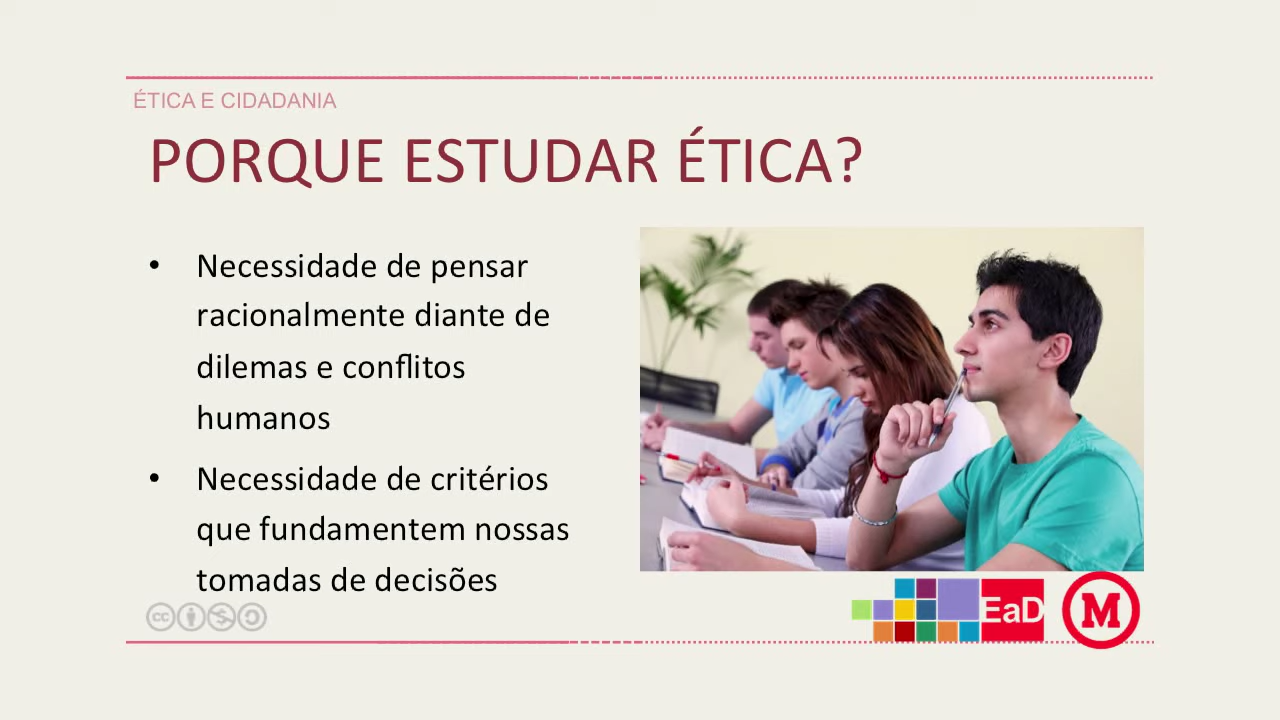 ÉTICA E CIDADANIA
PORQUE ESTUDAR ÉTICA?
• Necessidade de pensar
racionalmente diante de
dilemas e conflitos
humanos
• Necessidade de critérios
que fundamentem nossas
tomadas de decisões
cc
EaD
M